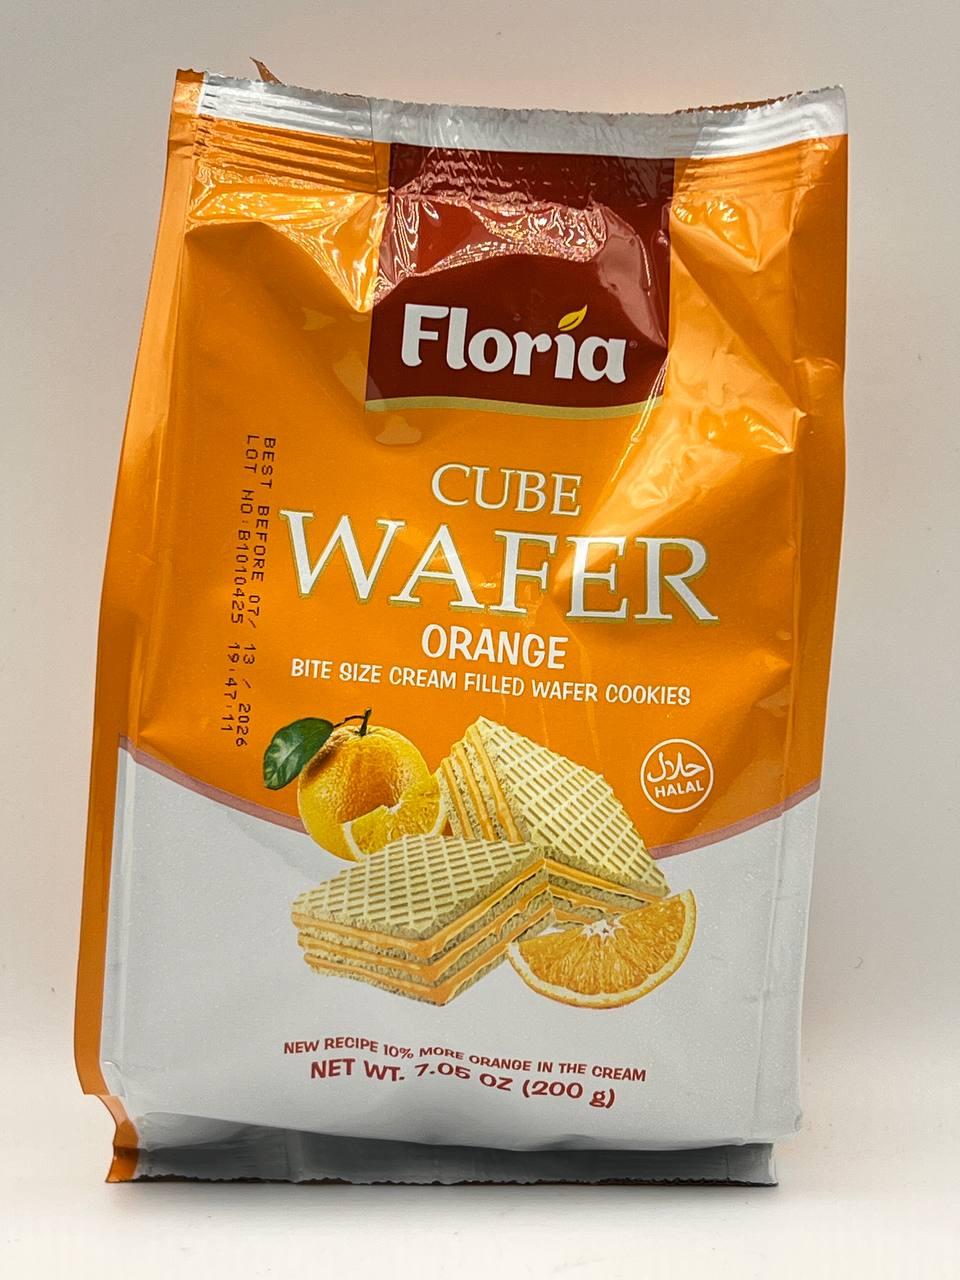 Floria
CUBE
WAFER
ORANGE
BITE SIZE CREAM FILLED WAFER COOKIES
BEST BEFORE 07/ 13 / 2026
LOT NO:B1010425 19:47:11
حلال
HALAL
NEW RECIPE 10% MORE ORANGE IN THE CREAM
NET WT. 7.05 OZ (200 g)